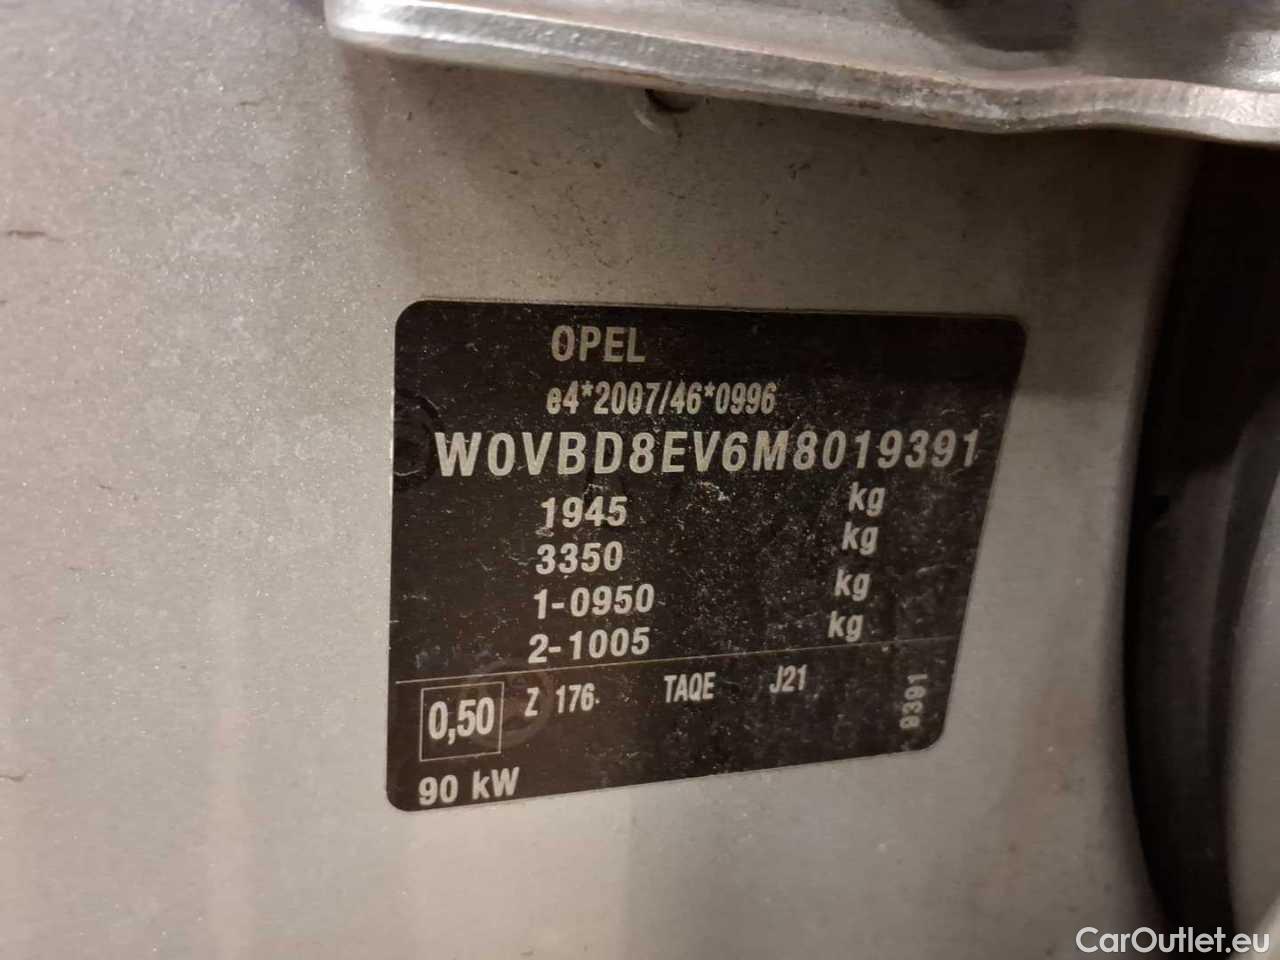 OPEL
e4*2007/46*0996
W0VBD8EV6M8019391
1945 kg
3350 kg
1-0950 kg
2-1005 kg
0,50 Z 176 TAQE J21
9391
90 kW
CarOutlet.eu